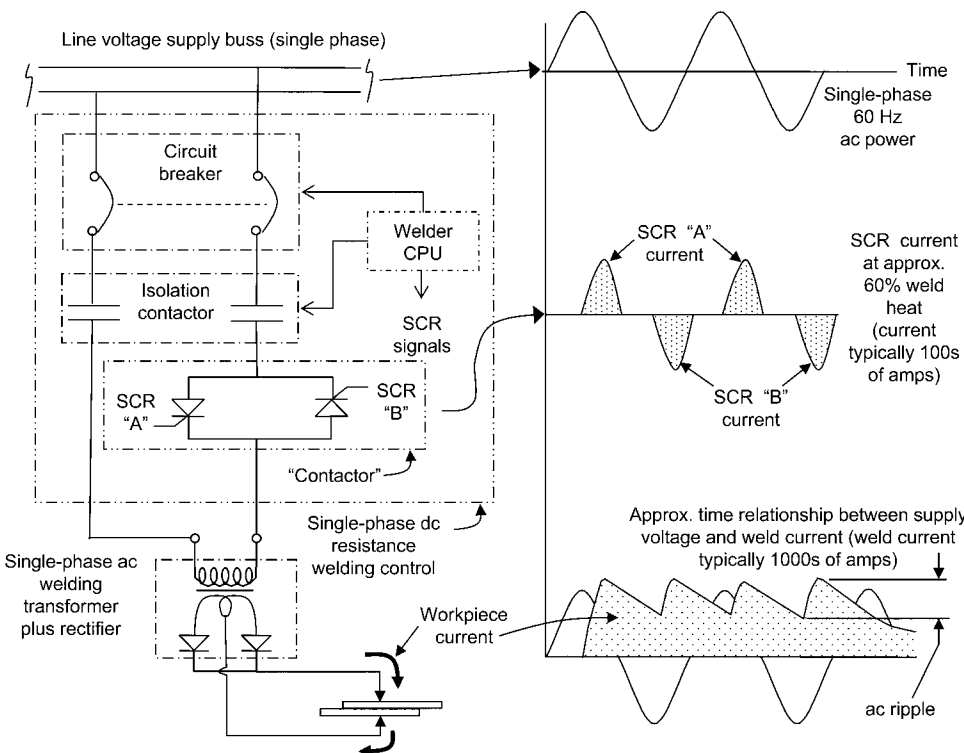 Line voltage supply buss (single phase)
Circuit
breaker
Welder
CPU
Isolation
contactor
SCR
signals
SCR
"A"
SCR
"B"
"Contactor"
Single-phase dc
resistance
welding control
Single-phase ac
welding
transformer
plus rectifier
Workpiece
current
Time
Single-phase
60 Hz
ac power
SCR "A"
current
SCR current
at approx.
60% weld
heat
(current
typically 100s
of amps)
SCR "B"
current
Approx. time relationship between supply
voltage and weld current (weld current
typically 1000s of amps)
ac ripple